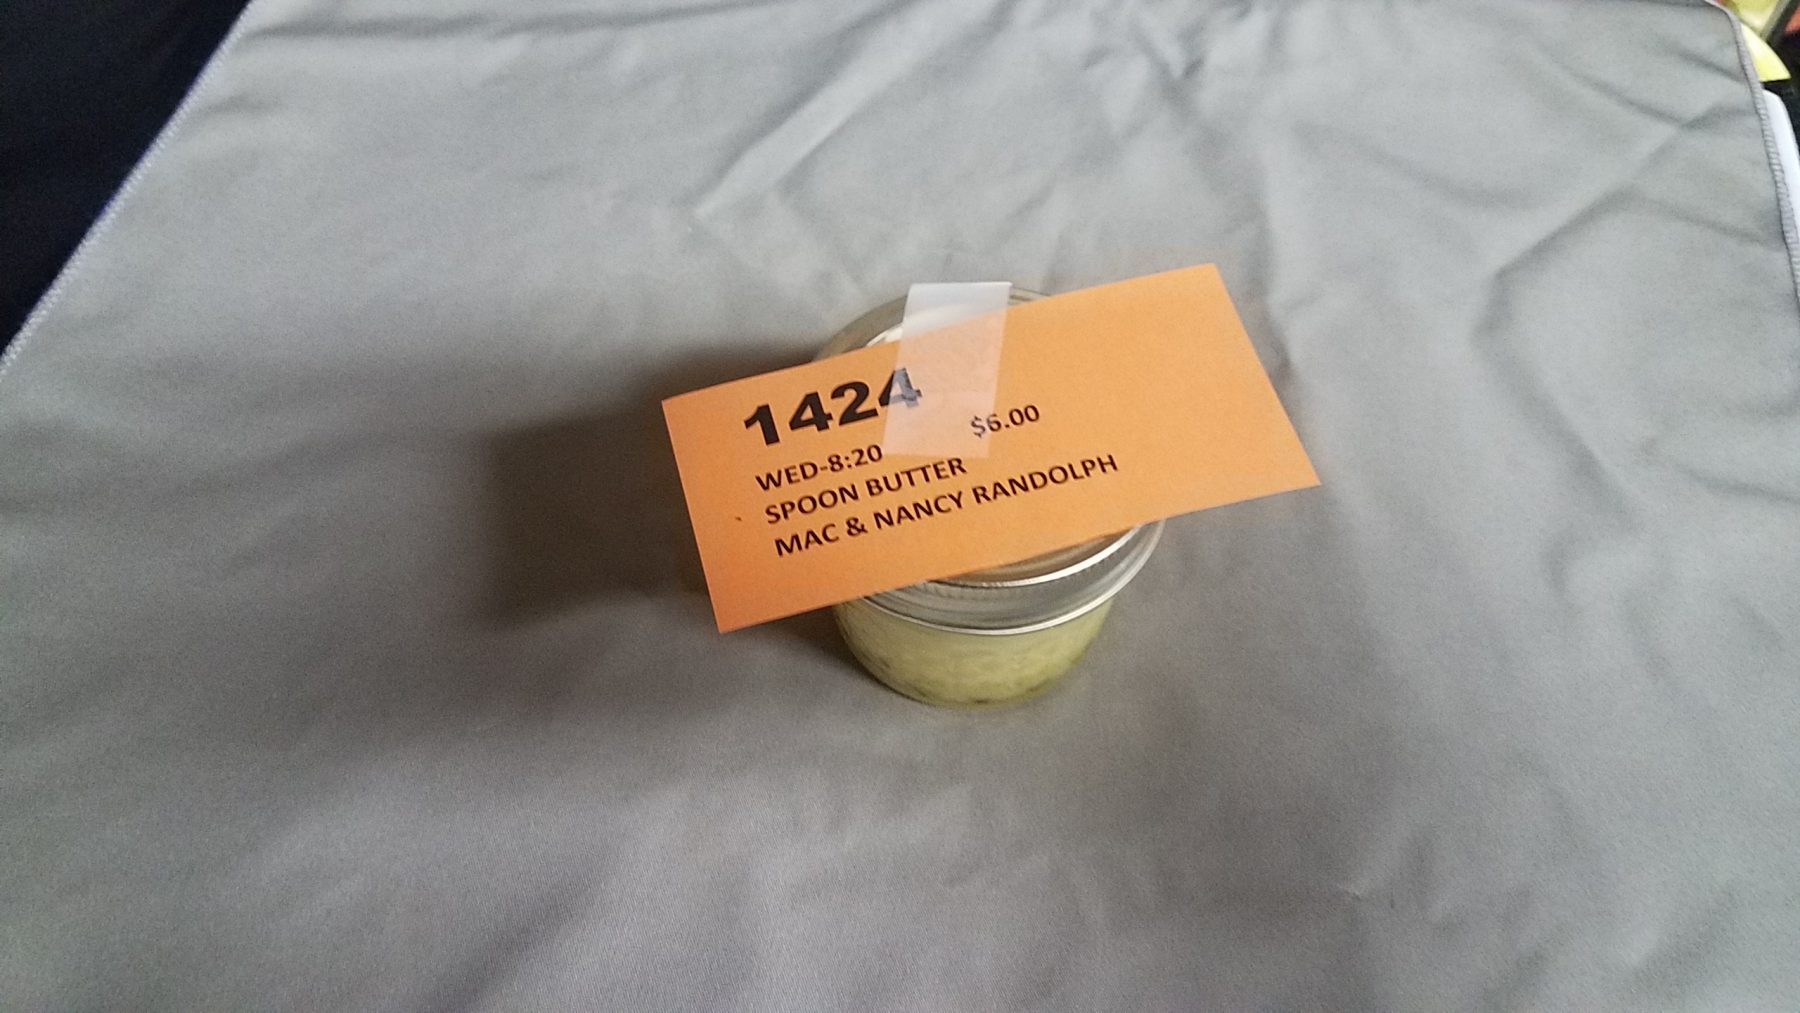 1424
WED-8:20 $6.00
SPOON BUTTER
MAC & NANCY RANDOLPH